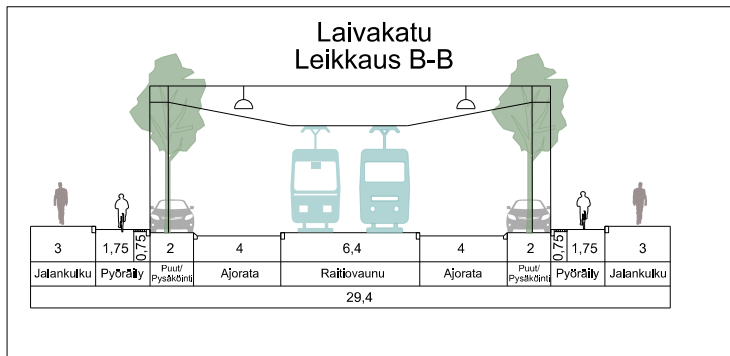 Laivakatu
Leikkaus B-B
3 1,75 0,75 2 4 6,4 4 2 0,75 1,75 3
Jalankulku Pyöräily Puut/ Pysäköinti Ajorata Raitiovaunu Ajorata Puut/ Pysäköinti Pyöräily Jalankulku
29,4